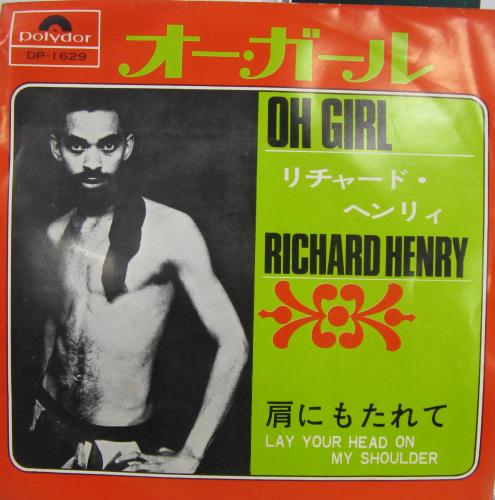 polydor
DP-1629
オー・ガール
OH GIRL
リチャード・
ヘンリィ
RICHARD HENRY
肩にもたれて
LAY YOUR HEAD ON
MY SHOULDER